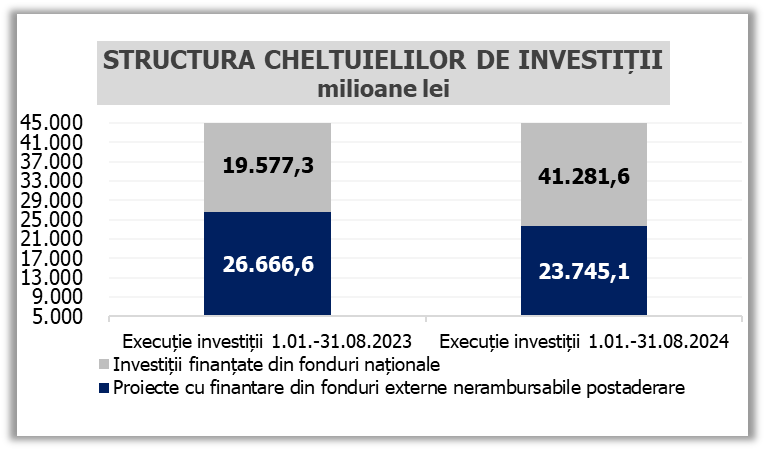 STRUCTURA CHELTUIELILOR DE INVESTIȚII
milioane lei
45.000
41.000
37.000
33.000
29.000
25.000
21.000
17.000
13.000
9.000
5.000
19.577,3
41.281,6
26.666,6
23.745,1
Execuție investiții 1.01.-31.08.2023
Execuție investiții 1.01.-31.08.2024
Investiții finanțate din fonduri naționale
Proiecte cu finantare din fonduri externe nerambursabile postaderare